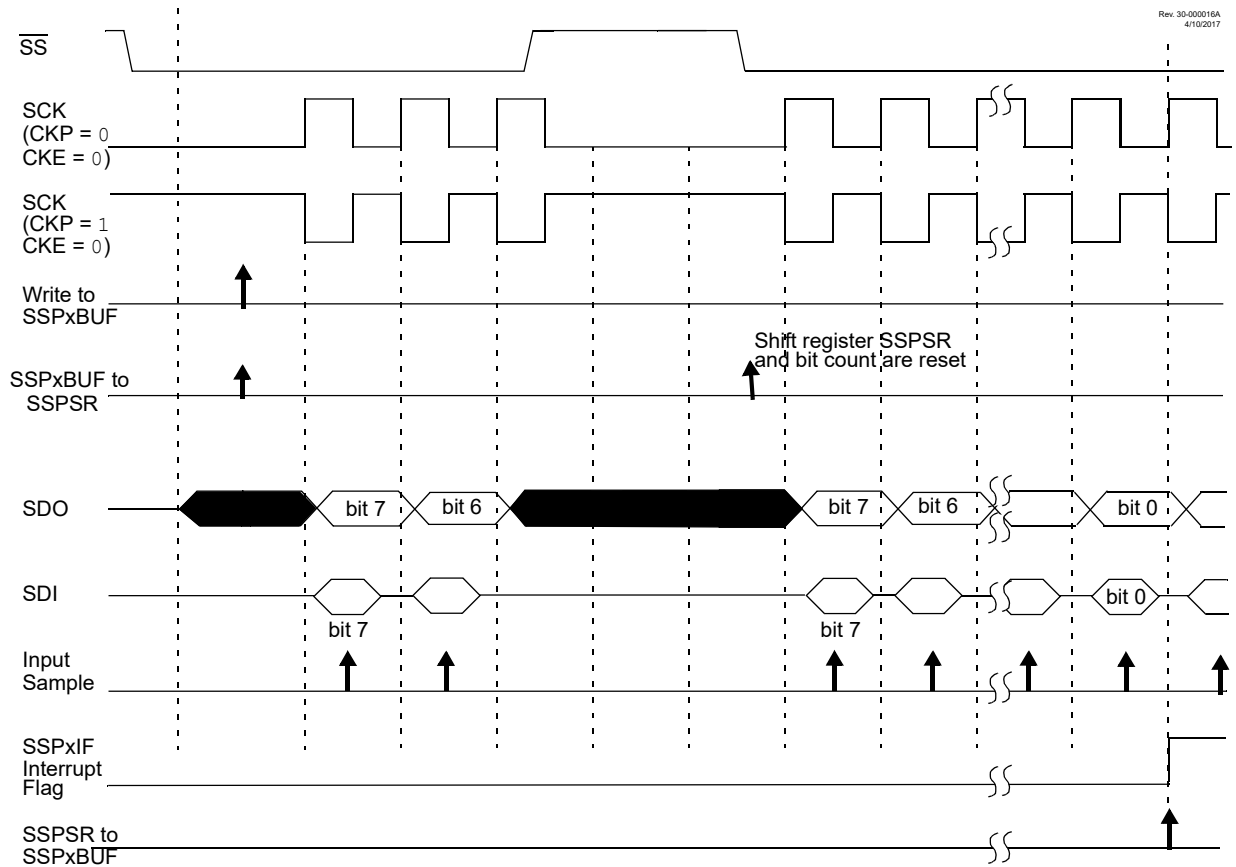 Rev. 30-000016A
4/10/2017
SS
SCK
(CKP = 0
CKE = 0)
SCK
(CKP = 1
CKE = 0)
Write to
SSPxBUF
Shift register SSPSR
and bit count are reset
SSPxBUF to
SSPSR
SDO
bit 7
bit 6
bit 7
bit 6
bit 0
SDI
bit 0
bit 7
bit 7
Input
Sample
SSPxIF
Interrupt
Flag
SSPSR to
SSPxBUF